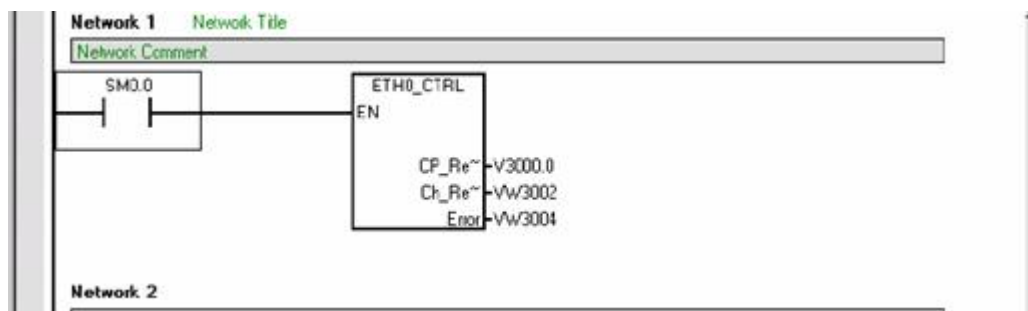 Network 1 Network Title
Network Comment
SM0.0
ETH0_CTRL
EN
CP_Re~ V3000.0
Ch_Re~ VW3002
Error VW3004
Network 2